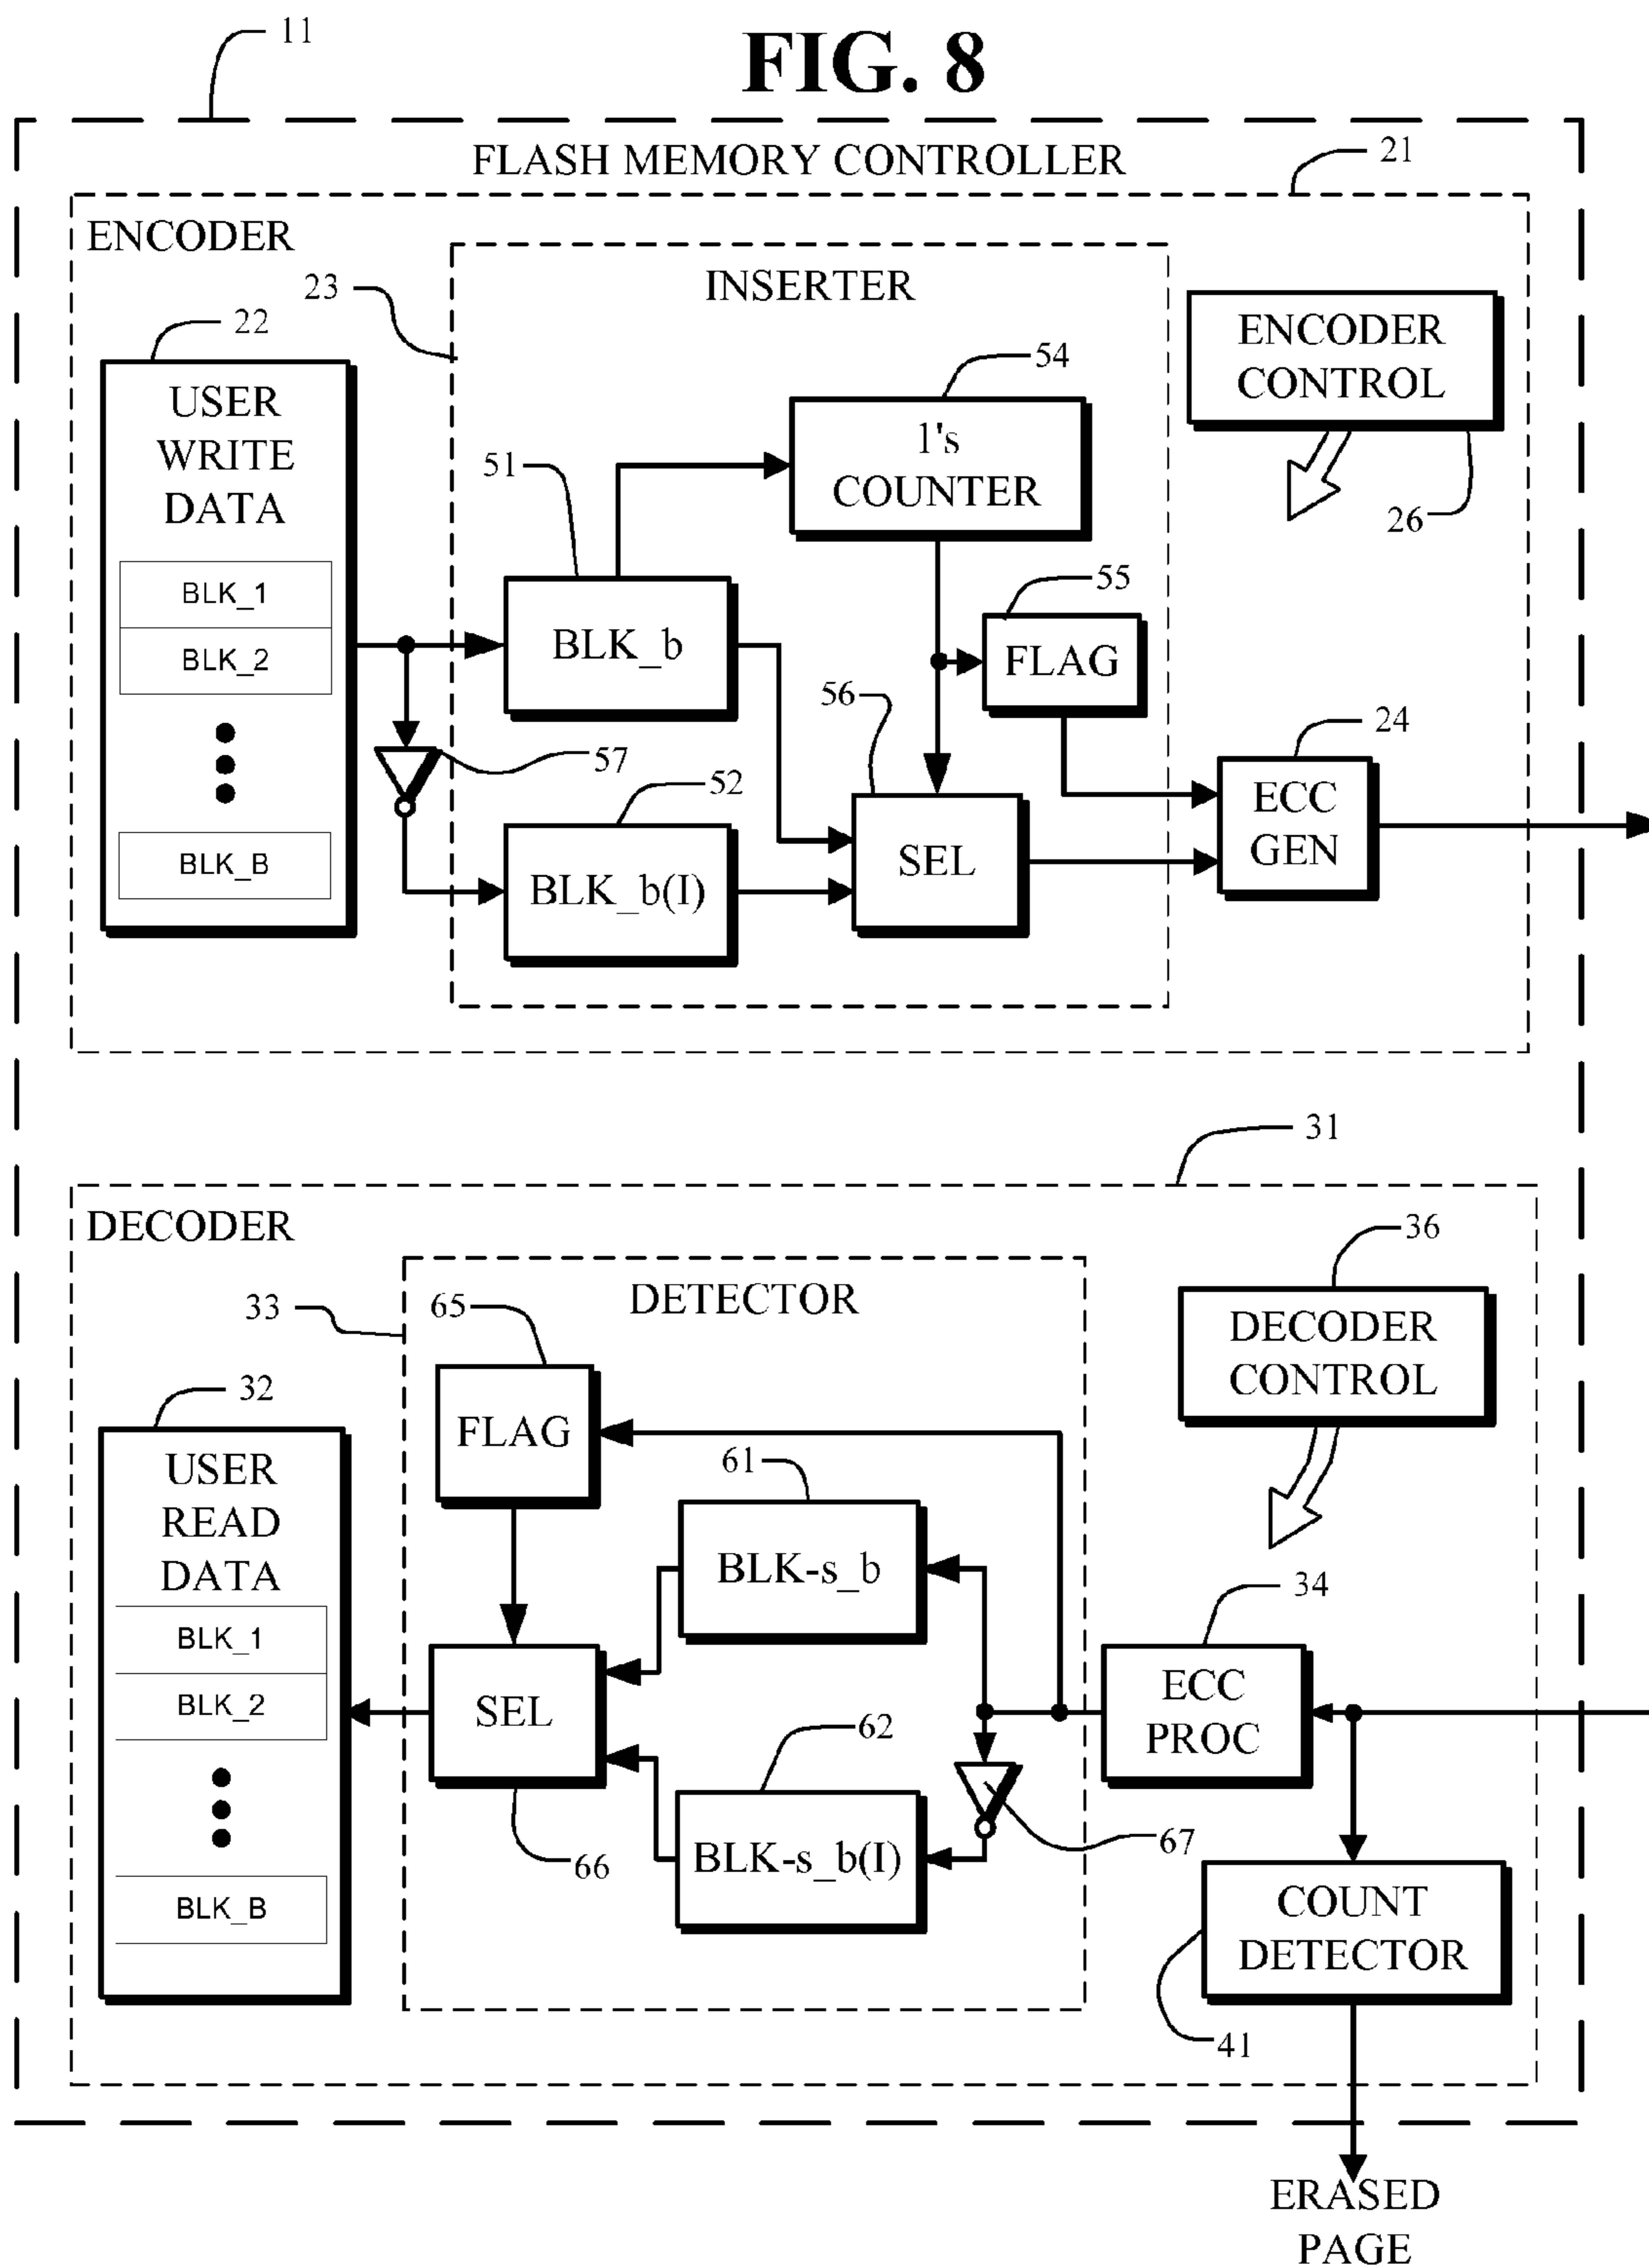 FIG. 8
11
FLASH MEMORY CONTROLLER
21
ENCODER
23
INSERTER
22
USER
WRITE
DATA
BLK_1
BLK_2
BLK_B
ENCODER
CONTROL
26
54
1's
COUNTER
51
BLK_b
55
FLAG
56
57
52
BLK_b(I)
SEL
24
ECC
GEN
31
DECODER
36
DECODER
CONTROL
33
65
DETECTOR
32
USER
READ
DATA
BLK_1
BLK_2
BLK_B
FLAG
61
BLK-s_b
34
ECC
PROC
SEL
66
62
BLK-s_b(I)
67
COUNT
DETECTOR
41
ERASED
PAGE